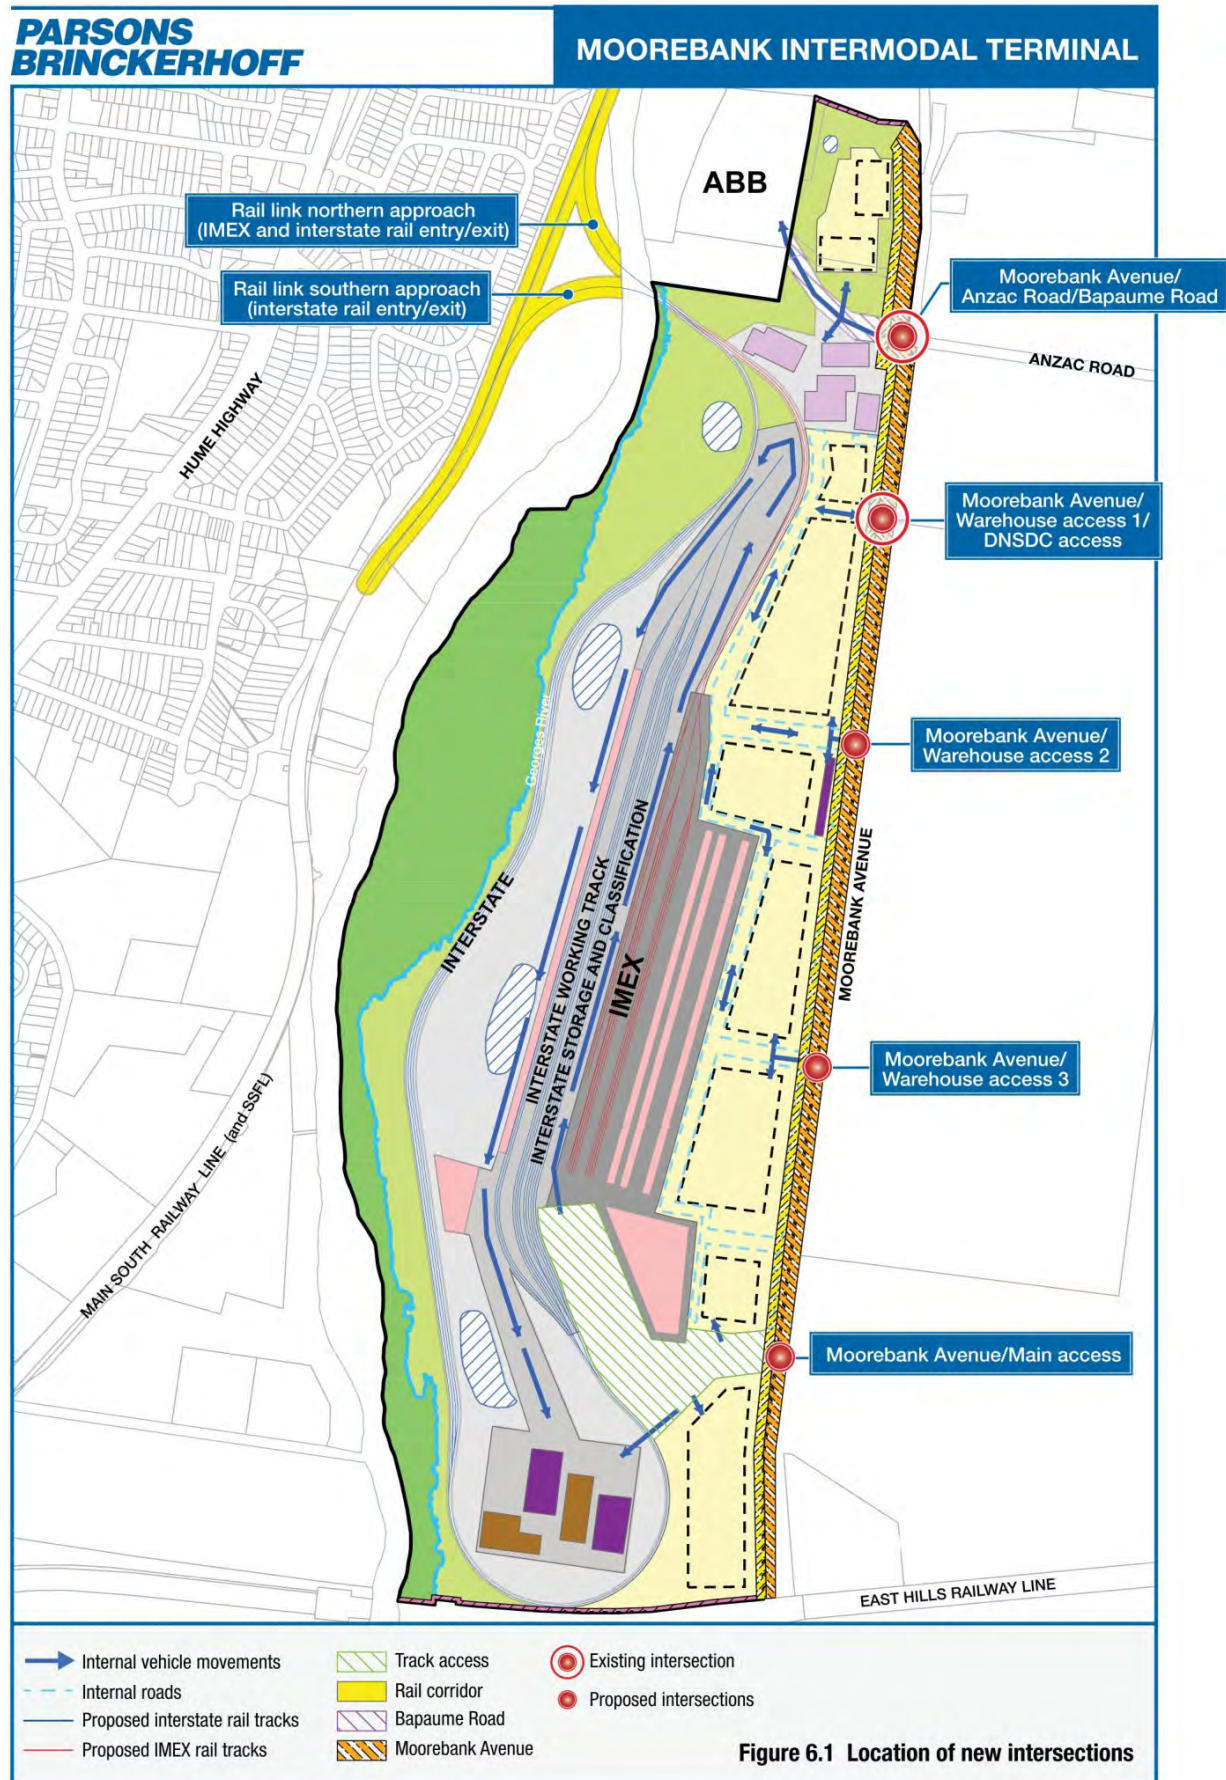 PARSONS
BRINCKERHOFF
MOOREBANK INTERMODAL TERMINAL
ABB
Rail link northern approach
(IMEX and interstate rail entry/exit)
Rail link southern approach
(interstate rail entry/exit)
Moorebank Avenue/
Anzac Road/Bapaume Road
ANZAC ROAD
HUME HIGHWAY
Moorebank Avenue/
Warehouse access 1/
DNSDC access
Georges River
Moorebank Avenue/
Warehouse access 2
MOOREBANK AVENUE
INTERSTATE
INTERSTATE WORKING TRACK
INTERSTATE STORAGE AND CLASSIFICATION
IMEX
Moorebank Avenue/
Warehouse access 3
MAIN SOUTH RAILWAY LINE (and SSFL)
Moorebank Avenue/Main access
EAST HILLS RAILWAY LINE
Internal vehicle movements
Internal roads
Proposed interstate rail tracks
Proposed IMEX rail tracks
Track access
Rail corridor
Bapaume Road
Moorebank Avenue
Existing intersection
Proposed intersections
Figure 6.1 Location of new intersections